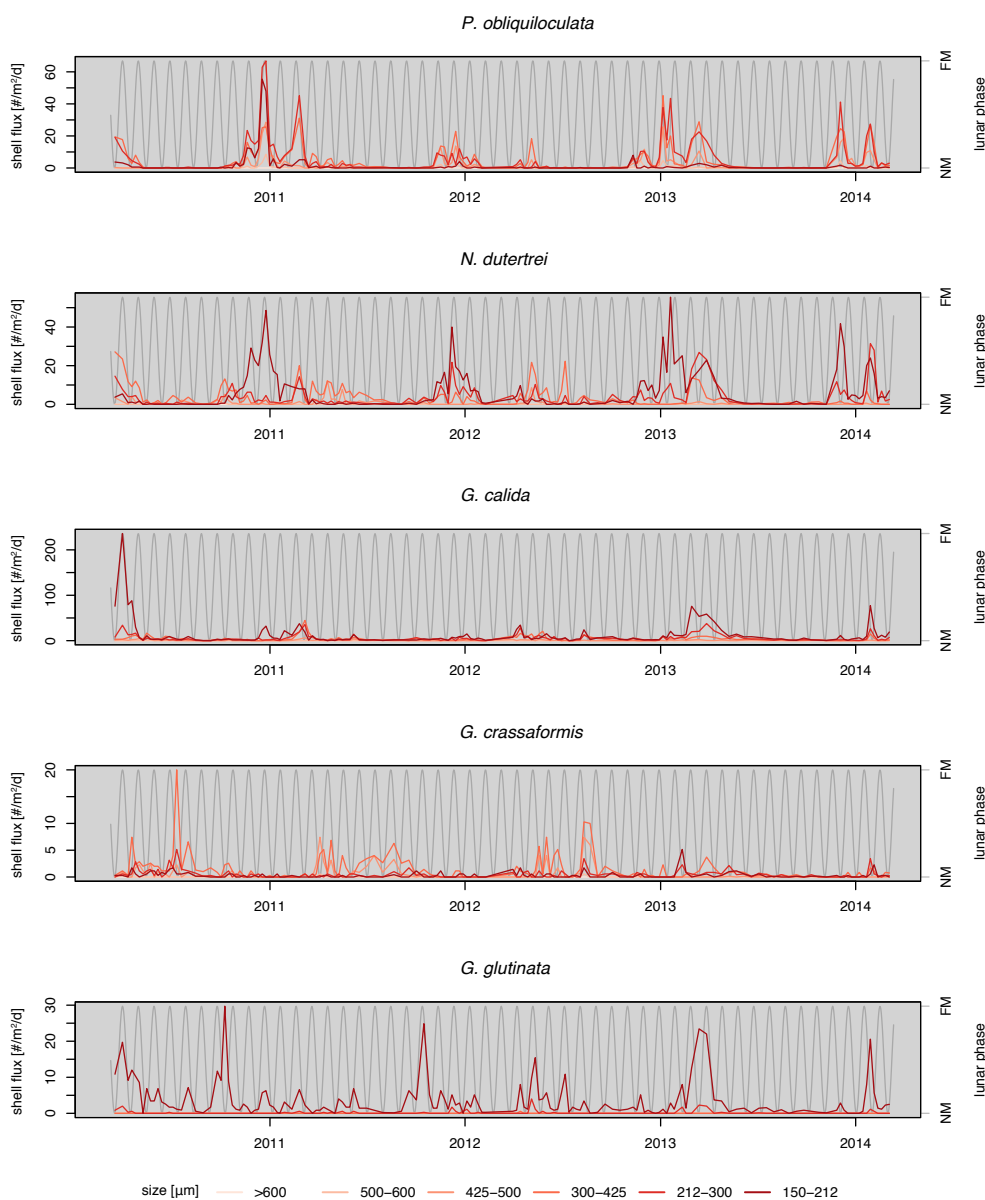 P. obliquiloculata
shell flux [#/m²/d]
0 20 40 60
NM FM
lunar phase
2011 2012 2013 2014
N. dutertrei
shell flux [#/m²/d]
0 20 40
NM FM
lunar phase
2011 2012 2013 2014
G. calida
shell flux [#/m²/d]
0 100 200
NM FM
lunar phase
2011 2012 2013 2014
G. crassaformis
shell flux [#/m²/d]
0 5 10 20
NM FM
lunar phase
2011 2012 2013 2014
G. glutinata
shell flux [#/m²/d]
0 10 20 30
NM FM
lunar phase
2011 2012 2013 2014
size [µm] >600 500−600 425−500 300−425 212−300 150−212